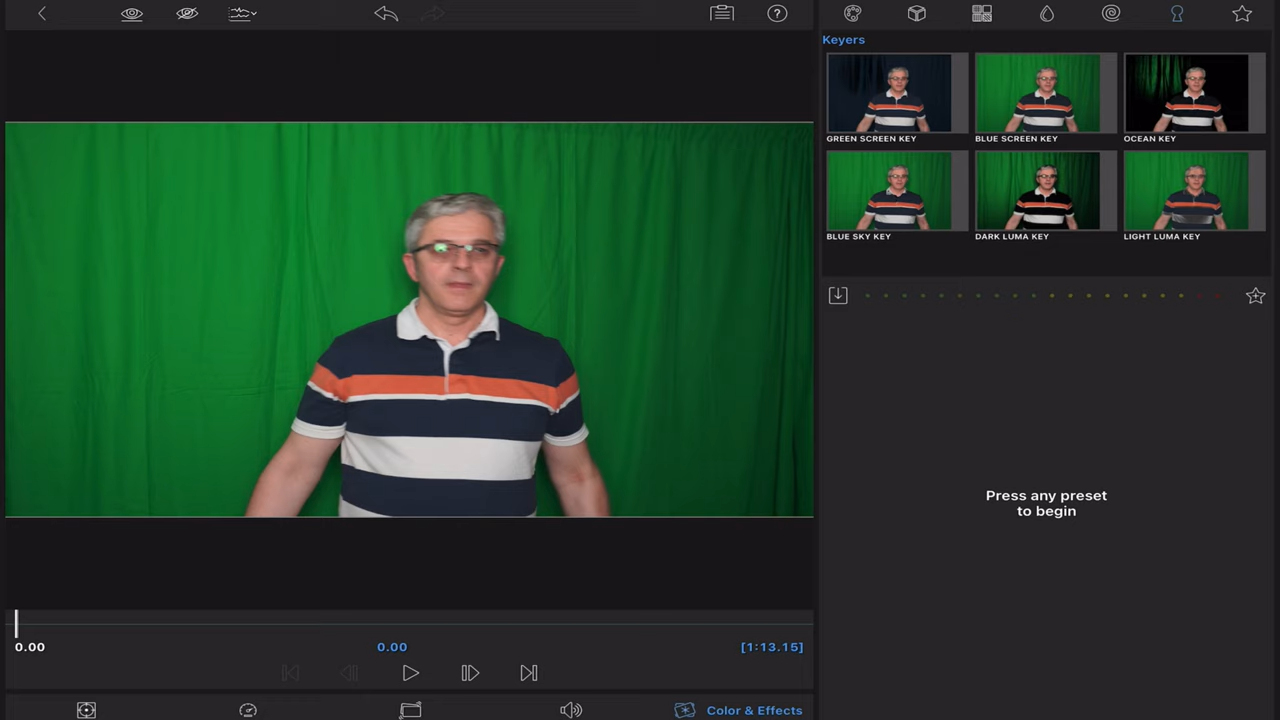 Keyers
GREEN SCREEN KEY
BLUE SCREEN KEY
OCEAN KEY
BLUE SKY KEY
DARK LUMA KEY
LIGHT LUMA KEY
Press any preset
to begin
0.00
0.00
[1:13.15]
Color & Effects